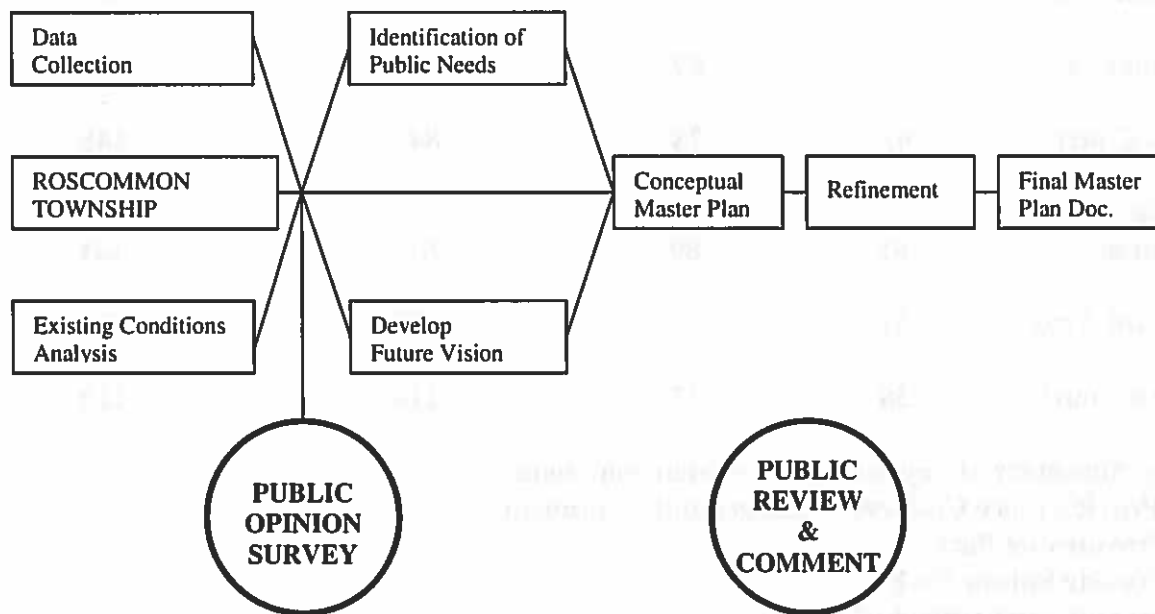 Data
Collection
Identification of
Public Needs
ROSCOMMON
TOWNSHIP
Conceptual
Master Plan
Refinement
Final Master
Plan Doc.
Existing Conditions
Analysis
Develop
Future Vision
PUBLIC
OPINION
SURVEY
PUBLIC
REVIEW
&
COMMENT